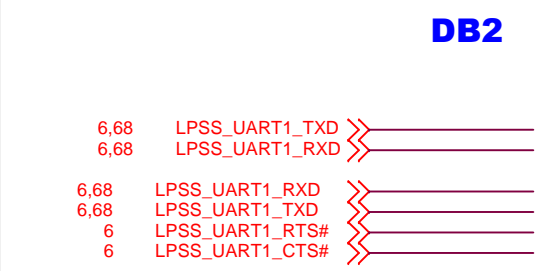 DB2
6,68 LPSS_UART1_TXD
6,68 LPSS_UART1_RXD
6,68 LPSS_UART1_RXD
6,68 LPSS_UART1_TXD
6 LPSS_UART1_RTS#
6 LPSS_UART1_CTS#